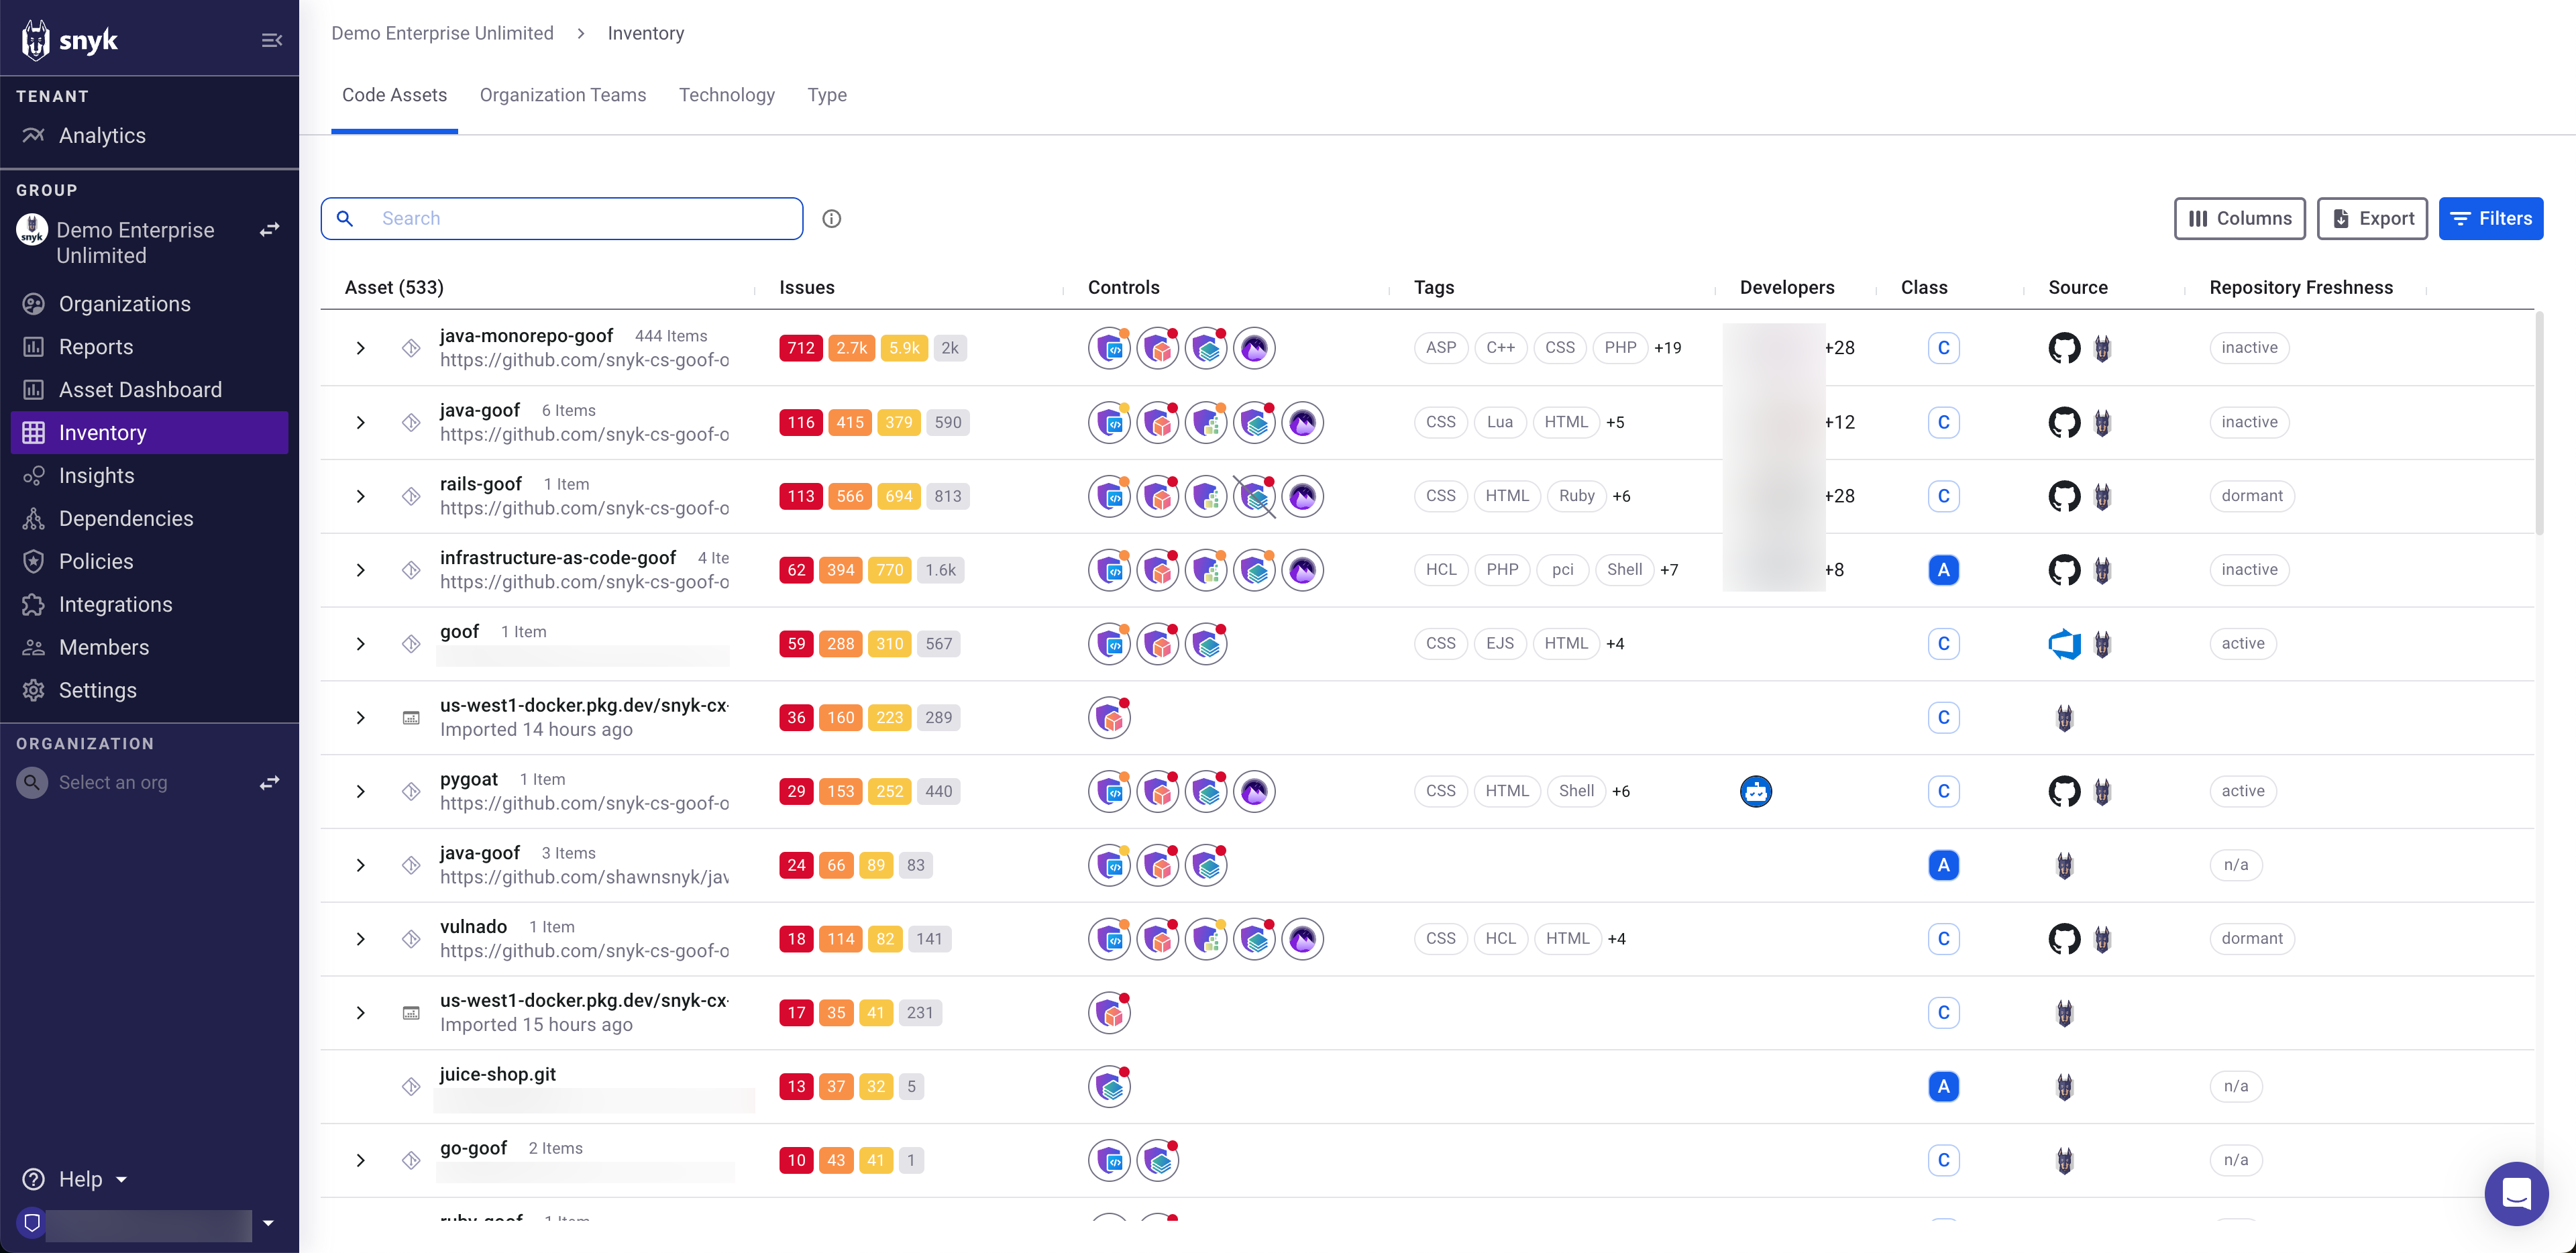 snyk
TENANT
Analytics
GROUP
snyk
Demo Enterprise
Unlimited
Organizations
Reports
Asset Dashboard
Inventory
Insights
Dependencies
Policies
Integrations
Members
Settings
ORGANIZATION
Select an org
Help
Demo Enterprise Unlimited > Inventory
Code Assets Organization Teams Technology Type
Search
Columns Export Filters
Asset (533) Issues Controls Tags Developers Class Source Repository Freshness
java-monorepo-goof 444 Items
https://github.com/snyk-cs-goof-o
712 2.7k 5.9k 2k ASP C++ CSS PHP +19 +28 C inactive
java-goof 6 Items
https://github.com/snyk-cs-goof-o
116 415 379 590 CSS Lua HTML +5 +12 C inactive
rails-goof 1 Item
https://github.com/snyk-cs-goof-o
113 566 694 813 CSS HTML Ruby +6 +28 C dormant
infrastructure-as-code-goof 4 Ite
https://github.com/snyk-cs-goof-o
62 394 770 1.6k HCL PHP pci Shell +7 +8 A inactive
goof 1 Item
59 288 310 567 CSS EJS HTML +4 C active
us-west1-docker.pkg.dev/snyk-cx-
Imported 14 hours ago
36 160 223 289 C
pygoat 1 Item
https://github.com/snyk-cs-goof-o
29 153 252 440 CSS HTML Shell +6 C active
java-goof 3 Items
https://github.com/shawnsnyk/jav
24 66 89 83 A n/a
vulnado 1 Item
https://github.com/snyk-cs-goof-o
18 114 82 141 CSS HCL HTML +4 C dormant
us-west1-docker.pkg.dev/snyk-cx-
Imported 15 hours ago
17 35 41 231 C
juice-shop.git
13 37 32 5 A n/a
go-goof 2 Items
10 43 41 1 C n/a
ruby-goof 1 Item